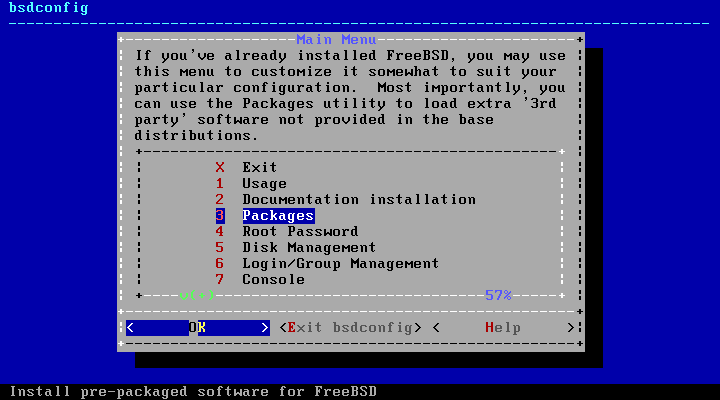 bsdconfig
Main Menu
If you've already installed FreeBSD, you may use
this menu to customize it somewhat to suit your
particular configuration.  Most importantly, you
can use the Packages utility to load extra '3rd
party' software not provided in the base
distributions.
X Exit
1 Usage
2 Documentation installation
3 Packages
4 Root Password
5 Disk Management
6 Login/Group Management
7 Console
v(+) 57%
< OK > <Exit bsdconfig> < Help >
Install pre-packaged software for FreeBSD